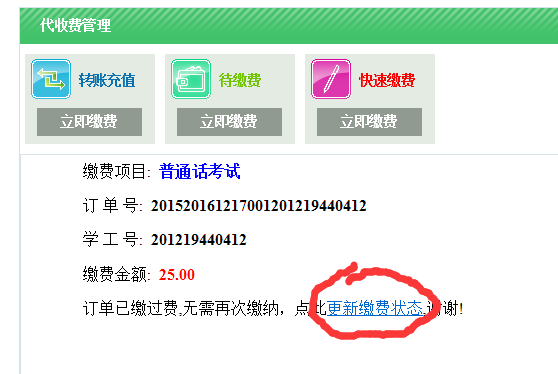 代收费管理
转账充值 待缴费 快速缴费
立即缴费 立即缴费 立即缴费
缴费项目: 普通话考试
订 单 号: 201520161217001201219440412
学 工 号: 201219440412
缴费金额: 25.00
订单已缴过费,无需再次缴纳，点此更新缴费状态,谢谢!